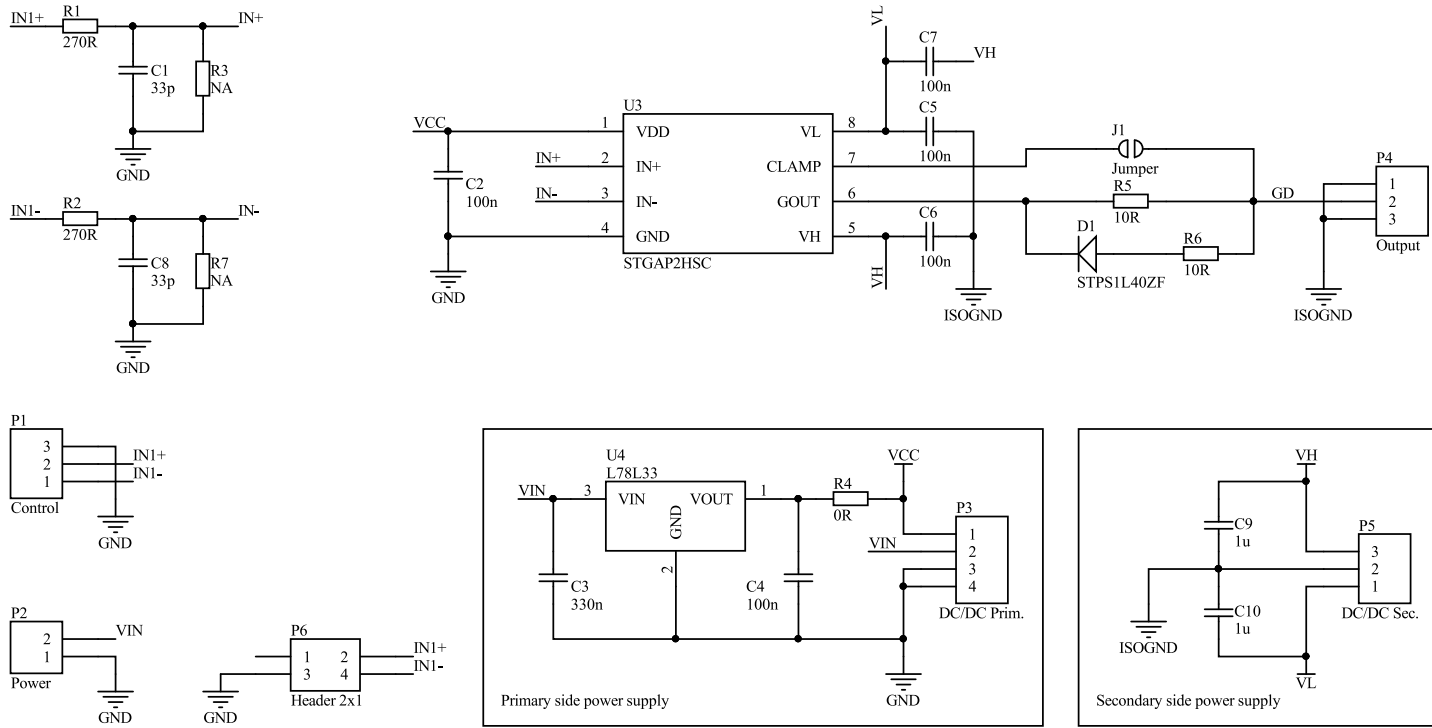 IN1+ R1 IN+
270R
C1
33p
R3
NA
GND
IN1- R2 IN-
270R
C8
33p
R7
NA
GND
VCC
C2
100n
GND
IN+
IN-
U3
1 VDD VL 8
2 IN+ CLAMP 7
3 IN- GOUT 6
4 GND VH 5
STGAP2HSC
VL
C7
VH
100n
C5
100n
C6
100n
VH
ISOGND
J1
Jumper
R5
10R
D1
STPS1L40ZF
R6
10R
GD
P4
1
2
3
Output
ISOGND
P1
3
2 IN1+
1 IN1-
Control
GND
P2
2 VIN
1
Power
GND
P6
1 2 IN1+
3 4 IN1-
Header 2x1
GND
U4
L78L33
VIN 3 VIN VOUT 1
GND
2
C3
330n
C4
100n
R4
0R
VCC
P3
1
VIN 2
3
4
DC/DC Prim.
GND
Primary side power supply
VH
C9
1u
C10
1u
ISOGND
P5
3
2
1
DC/DC Sec.
VL
Secondary side power supply